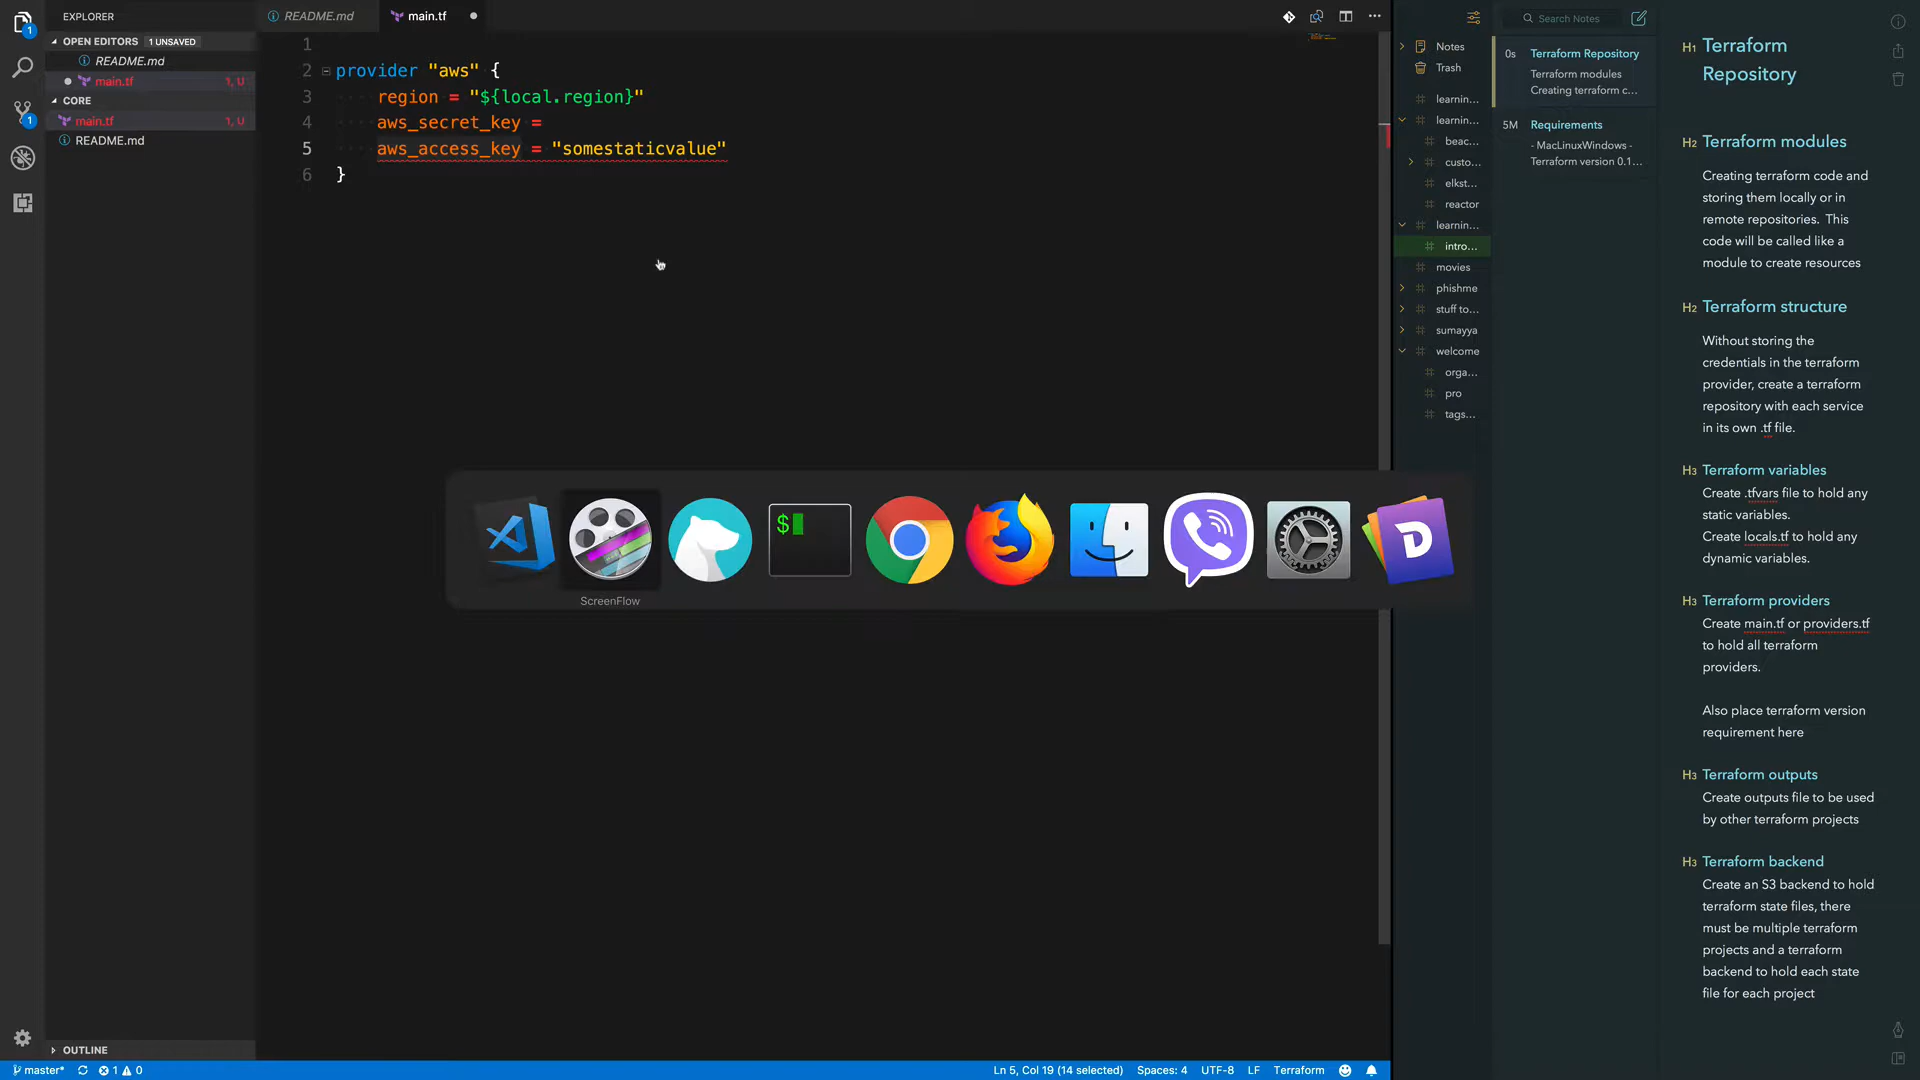 EXPLORER
OPEN EDITORS 1 UNSAVED
README.md
main.tf 1, U
CORE
main.tf 1, U
README.md
OUTLINE
README.md
main.tf
1
2 provider "aws" {
3 region = "${local.region}"
4 aws_secret_key =
5 aws_access_key = "somestaticvalue"
6 }
$
ScreenFlow
D
master* 1 0
Ln 5, Col 19 (14 selected) Spaces: 4 UTF-8 LF Terraform
Notes
Trash
learnin...
learnin...
beac...
custo...
elkst...
reactor
learnin...
intro...
movies
phishme
stuff to...
sumayya
welcome
orga...
pro
tags...
Search Notes
0s Terraform Repository
Terraform modules
Creating terraform c...
5M Requirements
- MacLinuxWindows -
Terraform version 0.1...
H1 Terraform
Repository
H2 Terraform modules
Creating terraform code and
storing them locally or in
remote repositories. This
code will be called like a
module to create resources
H2 Terraform structure
Without storing the
credentials in the terraform
provider, create a terraform
repository with each service
in its own .tf file.
H3 Terraform variables
Create .tfvars file to hold any
static variables.
Create locals.tf to hold any
dynamic variables.
H3 Terraform providers
Create main.tf or providers.tf
to hold all terraform
providers.
Also place terraform version
requirement here
H3 Terraform outputs
Create outputs file to be used
by other terraform projects
H3 Terraform backend
Create an S3 backend to hold
terraform state files, there
must be multiple terraform
projects and a terraform
backend to hold each state
file for each project